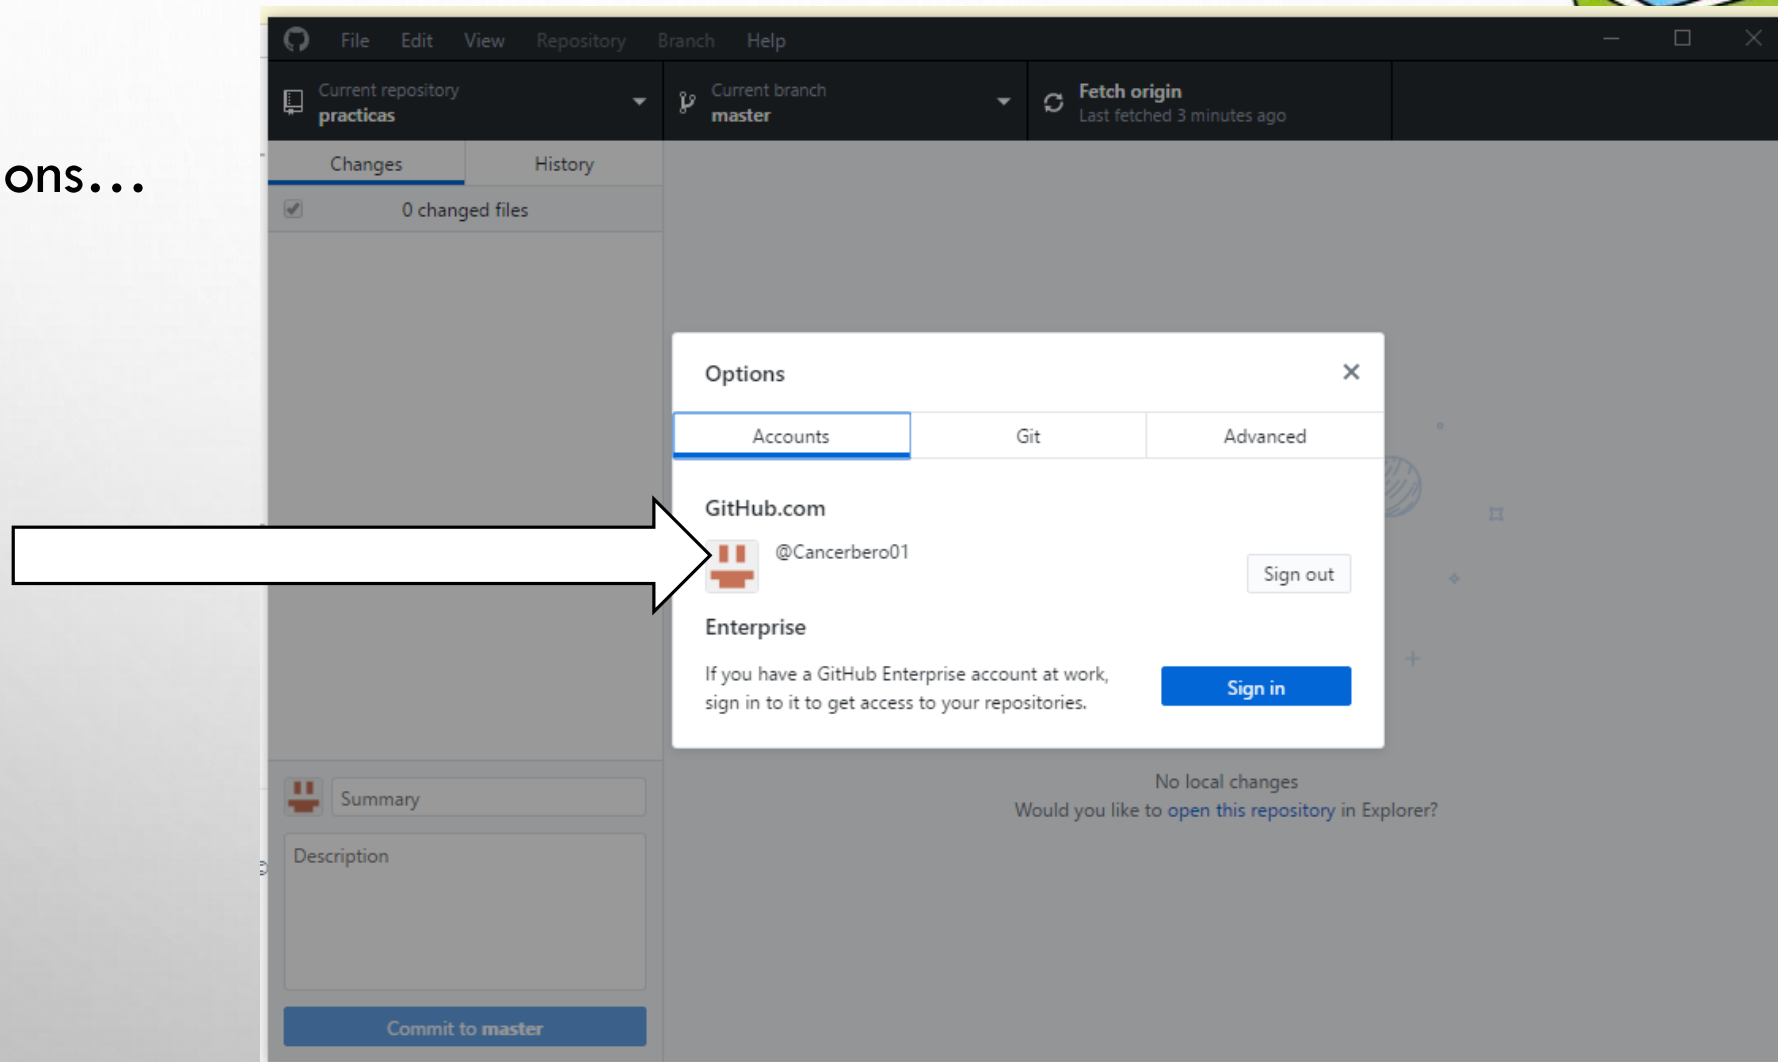 File Edit View Repository Branch Help
Current repository
practicas
Current branch
master
Fetch origin
Last fetched 3 minutes ago
ons...
Changes History
0 changed files
Options
Accounts Git Advanced
GitHub.com
@Cancerbero01
Sign out
Enterprise
If you have a GitHub Enterprise account at work,
sign in to it to get access to your repositories.
Sign in
No local changes
Would you like to open this repository in Explorer?
Summary
Description
Commit to master